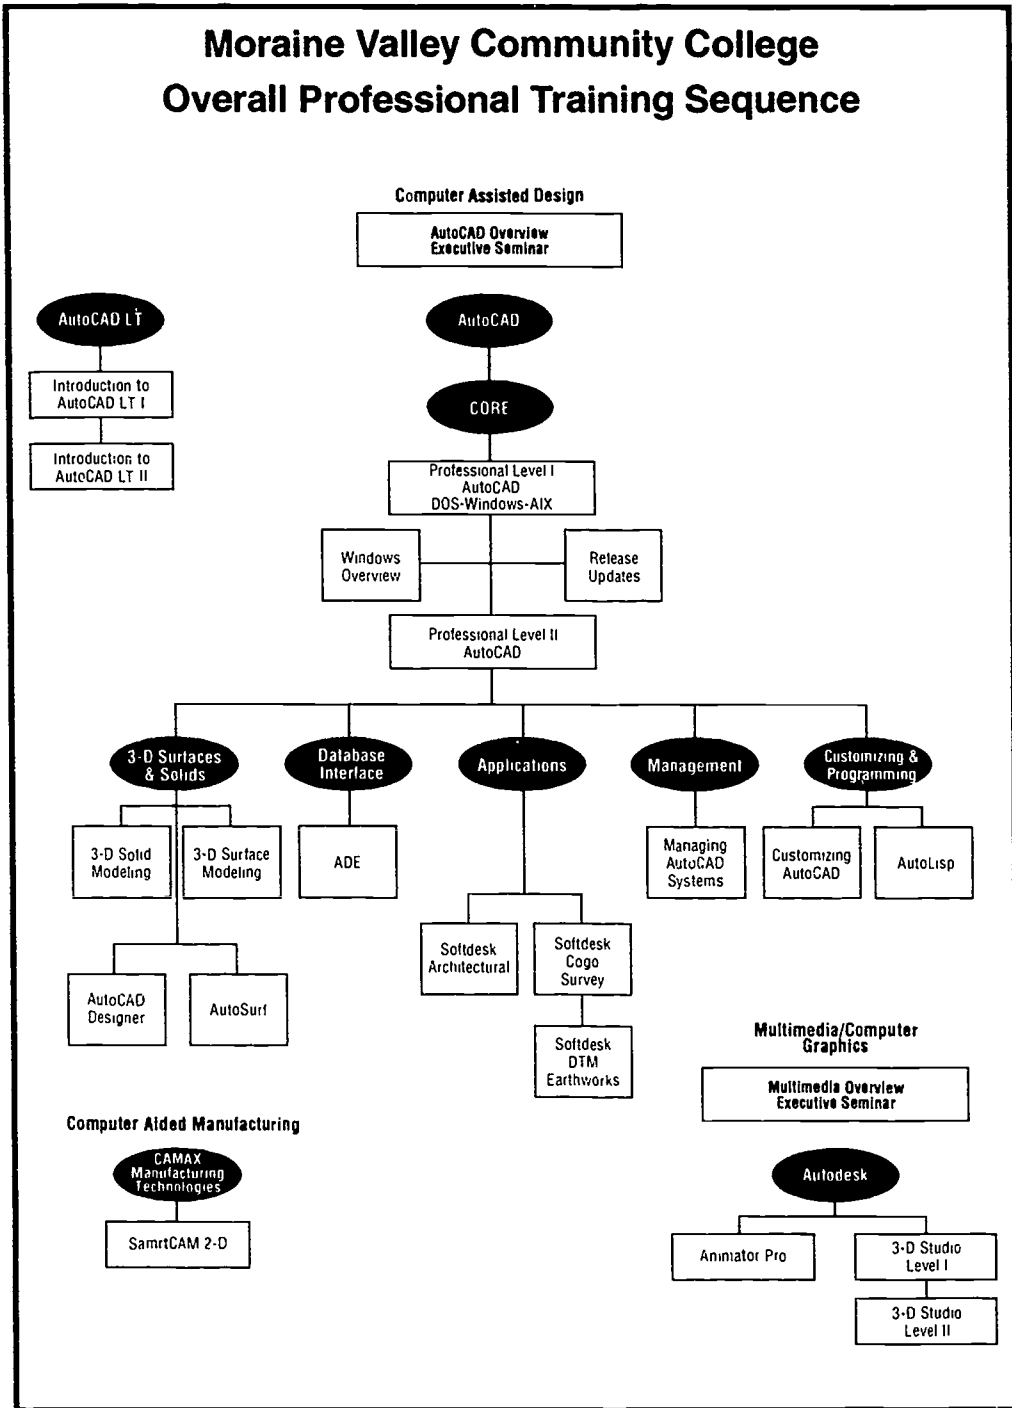 Moraine Valley Community College
Overall Professional Training Sequence
Computer Assisted Design
AutoCAD Overview
Executive Seminar
AutoCAD LT
Introduction to
AutoCAD LT I
Introduction to
AutoCAD LT II
AutoCAD
CORE
Professional Level I
AutoCAD
DOS-Windows-AIX
Windows
Overview
Release
Updates
Professional Level II
AutoCAD
3-D Surfaces
& Solids
Database
Interface
Applications
Management
Customizing &
Programming
3-D Solid
Modeling
3-D Surface
Modeling
ADE
Managing
AutoCAD
Systems
Customizing
AutoCAD
AutoLisp
AutoCAD
Designer
AutoSurf
Softdesk
Architectural
Softdesk
Cogo
Survey
Softdesk
DTM
Earthworks
Computer Aided Manufacturing
CAMAX
Manufacturing
Technologies
SamrtCAM 2-D
Multimedia/Computer
Graphics
Multimedia Overview
Executive Seminar
Autodesk
Animator Pro
3-D Studio
Level I
3-D Studio
Level II